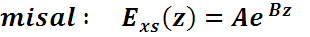 misal : E_xs(z) = Ae^Bz